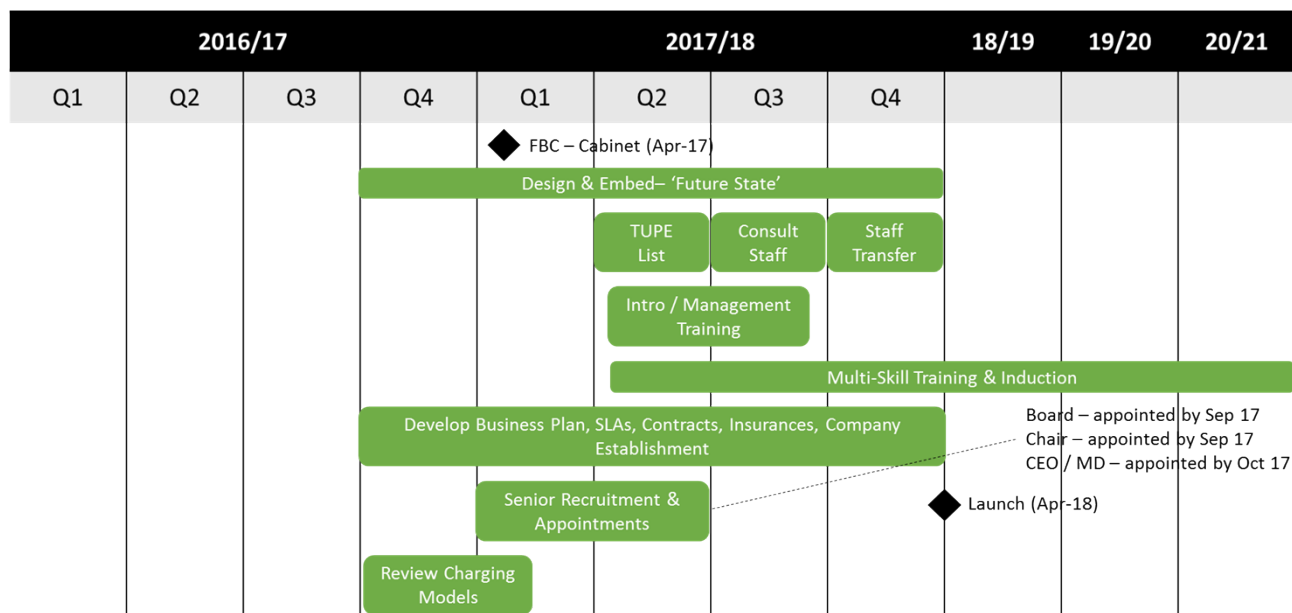 2016/17 2017/18 18/19 19/20 20/21
Q1 Q2 Q3 Q4 Q1 Q2 Q3 Q4
FBC – Cabinet (Apr-17)
Design & Embed– ‘Future State’
TUPE
List
Consult
Staff
Staff
Transfer
Intro / Management
Training
Multi-Skill Training & Induction
Develop Business Plan, SLAs, Contracts, Insurances, Company
Establishment
Board – appointed by Sep 17
Chair – appointed by Sep 17
CEO / MD – appointed by Oct 17
Senior Recruitment &
Appointments
Launch (Apr-18)
Review Charging
Models